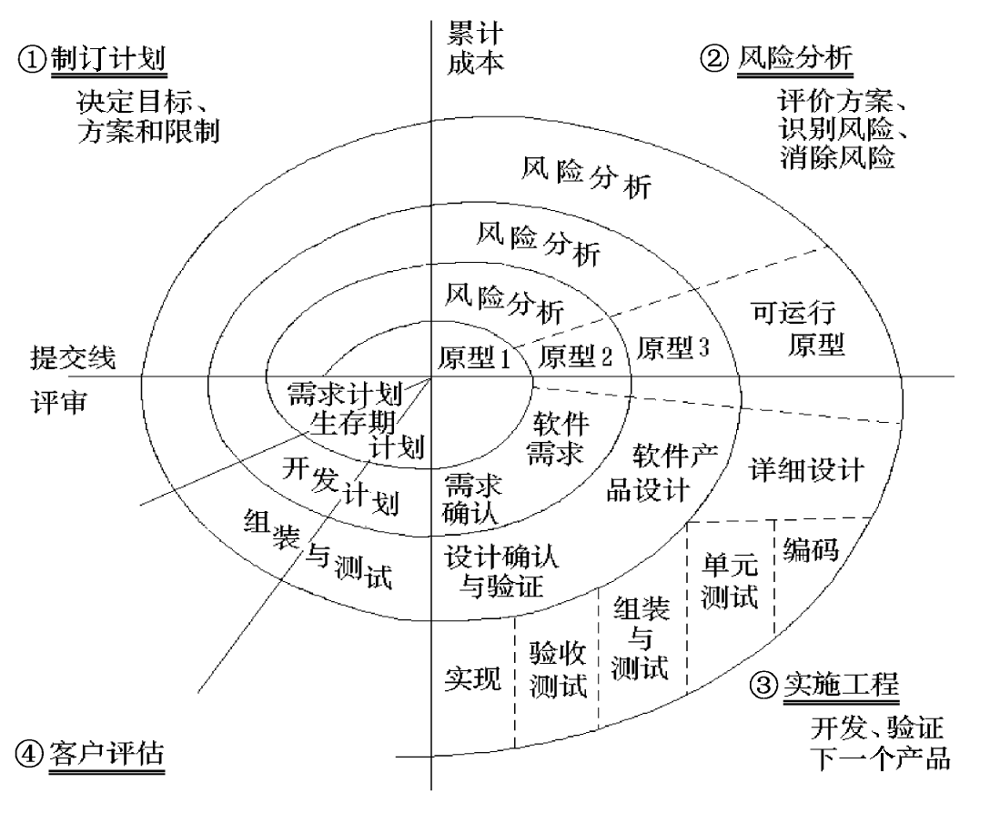 累计
成本
①制订计划
决定目标、
方案和限制
②风险分析
评价方案、
识别风险、
消除风险
风险分析
风险分析
风险分析
可运行
原型
原型1
原型2
原型3
提交线
评审
需求计划
生存期
计划
软件
需求
软件产
品设计
详细设计
开发计划
需求
确认
组装与测试
设计确认
与验证
编码
单元
测试
组装
与
测试
验收
测试
实现
③实施工程
开发、验证
下一个产品
④客户评估